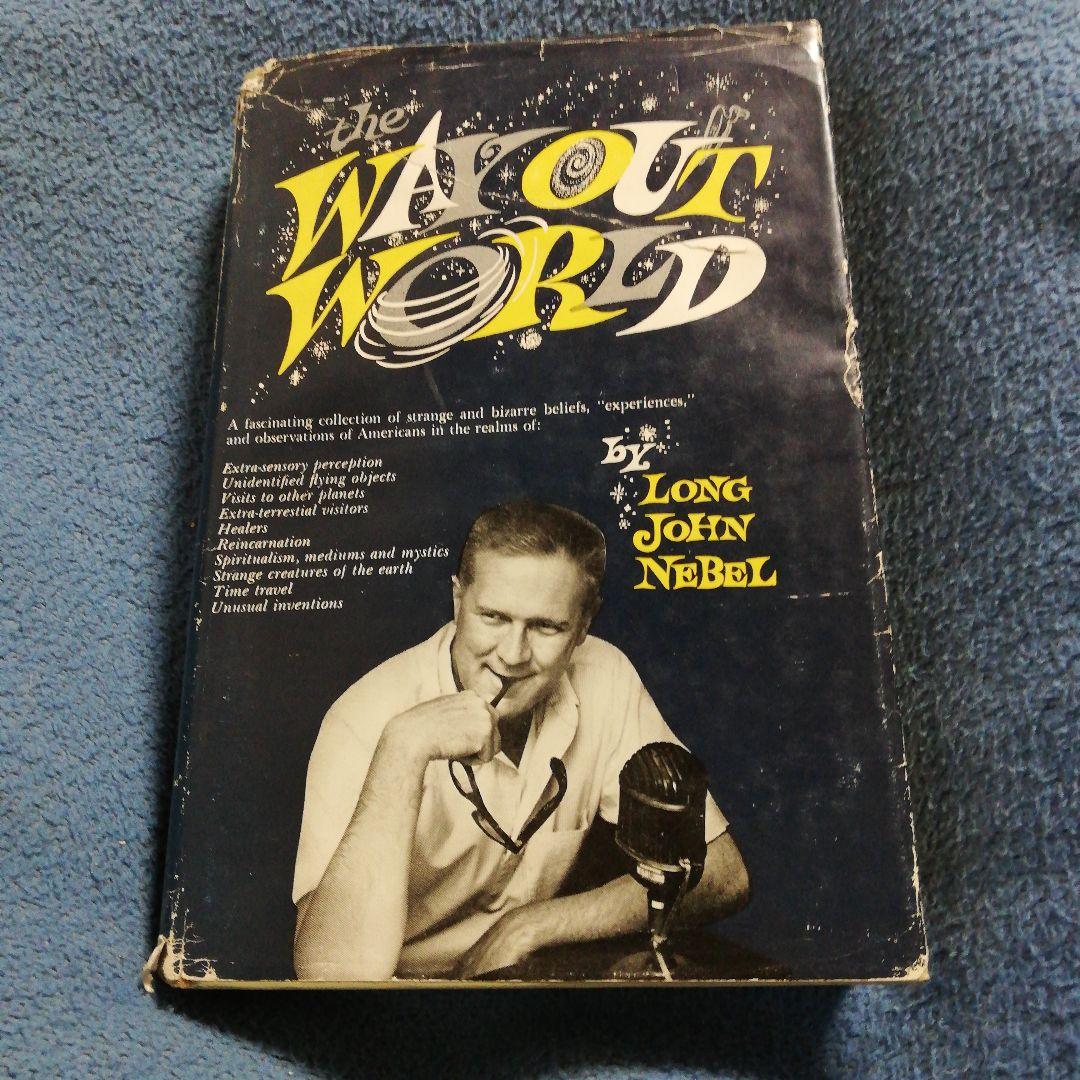 the
WAY OUT
WORLD
A fascinating collection of strange and bizarre beliefs, "experiences,"
and observations of Americans in the realms of:
Extra-sensory perception
Unidentified flying objects
Visits to other planets
Extra-terrestial visitors
Healers
Reincarnation
Spiritualism, mediums and mystics
Strange creatures of the earth
Time travel
Unusual inventions
by
LONG
JOHN
NEBEL